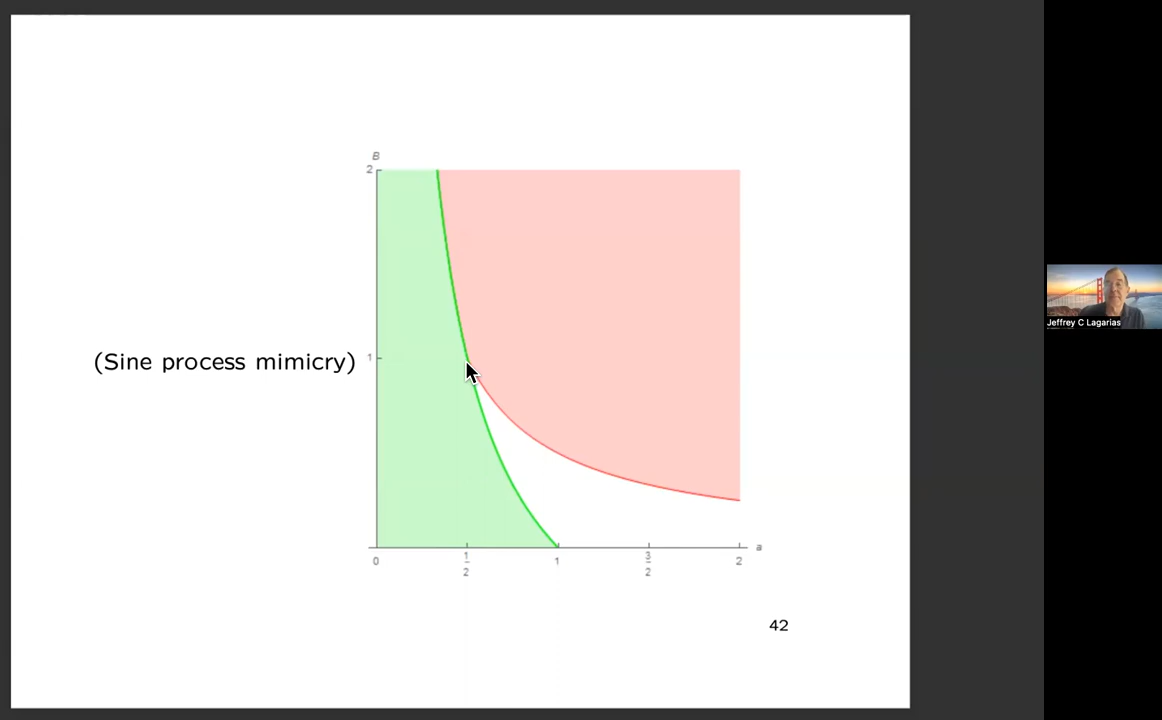 B
2
(Sine process mimicry)
1
0 1/2 1 3/2 2 a
42
Jeffrey C Lagarias